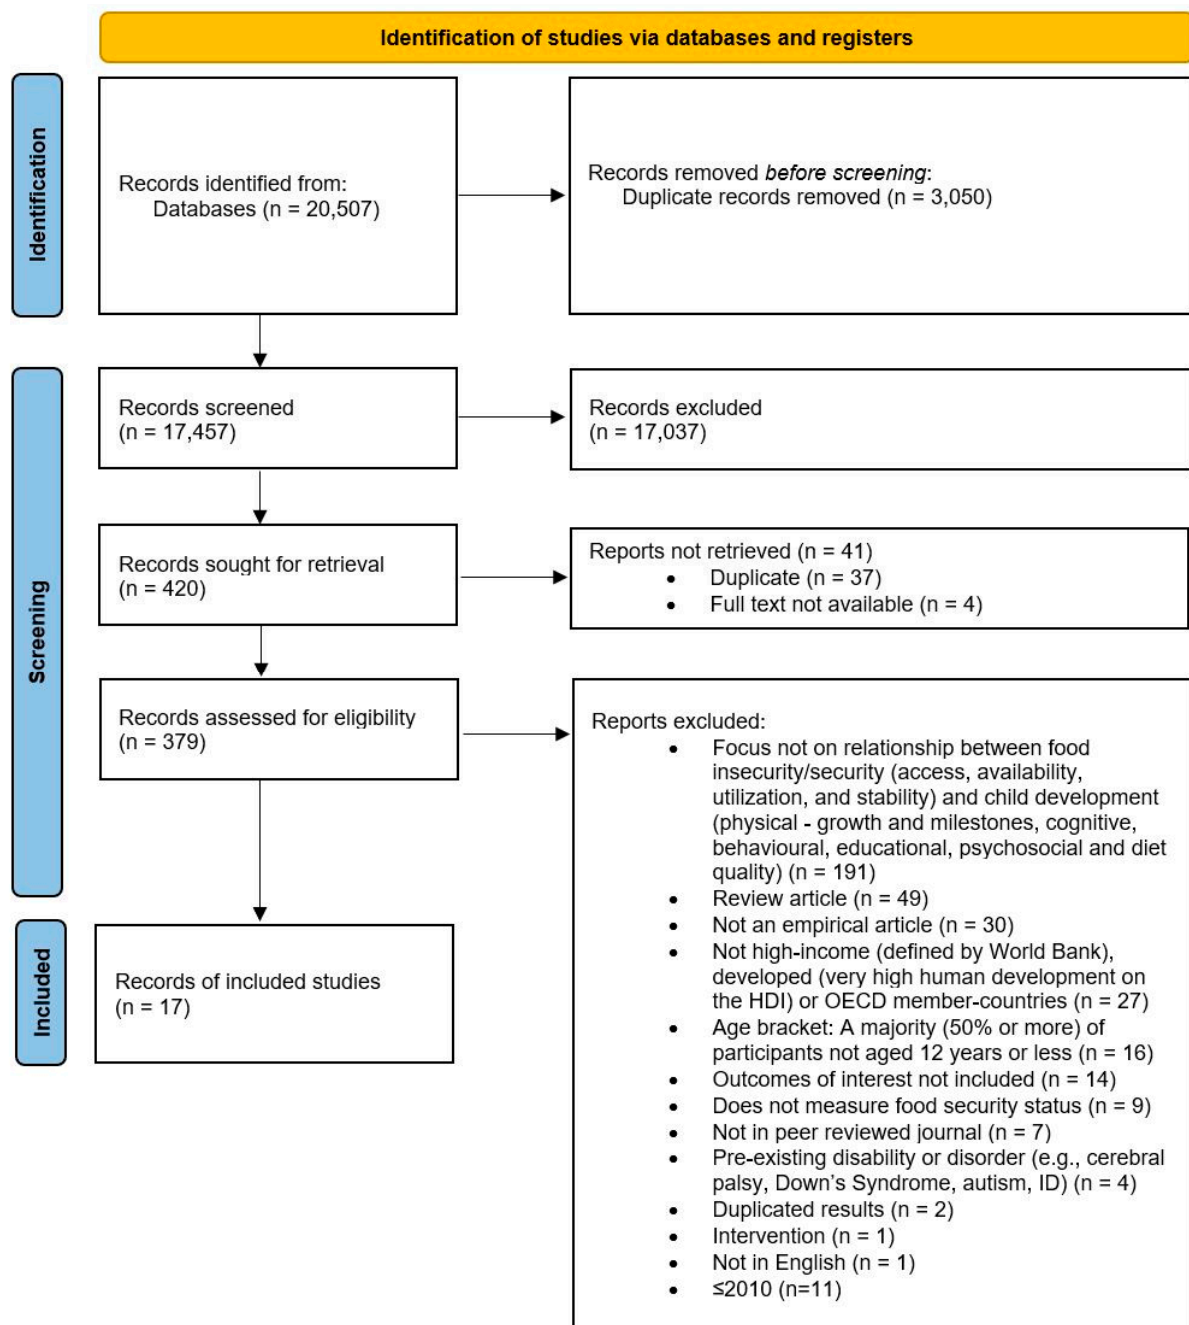 Identification of studies via databases and registers
Identification
Records identified from:
Databases (n = 20,507)
Records removed before screening:
Duplicate records removed (n = 3,050)
Screening
Records screened
(n = 17,457)
Records excluded
(n = 17,037)
Records sought for retrieval
(n = 420)
Reports not retrieved (n = 41)
• Duplicate (n = 37)
• Full text not available (n = 4)
Records assessed for eligibility
(n = 379)
Reports excluded:
• Focus not on relationship between food
insecurity/security (access, availability,
utilization, and stability) and child development
(physical - growth and milestones, cognitive,
behavioural, educational, psychosocial and diet
quality) (n = 191)
• Review article (n = 49)
• Not an empirical article (n = 30)
• Not high-income (defined by World Bank),
developed (very high human development on
the HDI) or OECD member-countries (n = 27)
• Age bracket: A majority (50% or more) of
participants not aged 12 years or less (n = 16)
• Outcomes of interest not included (n = 14)
• Does not measure food security status (n = 9)
• Not in peer reviewed journal (n = 7)
• Pre-existing disability or disorder (e.g., cerebral
palsy, Down's Syndrome, autism, ID) (n = 4)
• Duplicated results (n = 2)
• Intervention (n = 1)
• Not in English (n = 1)
• ≤2010 (n=11)
Included
Records of included studies
(n = 17)